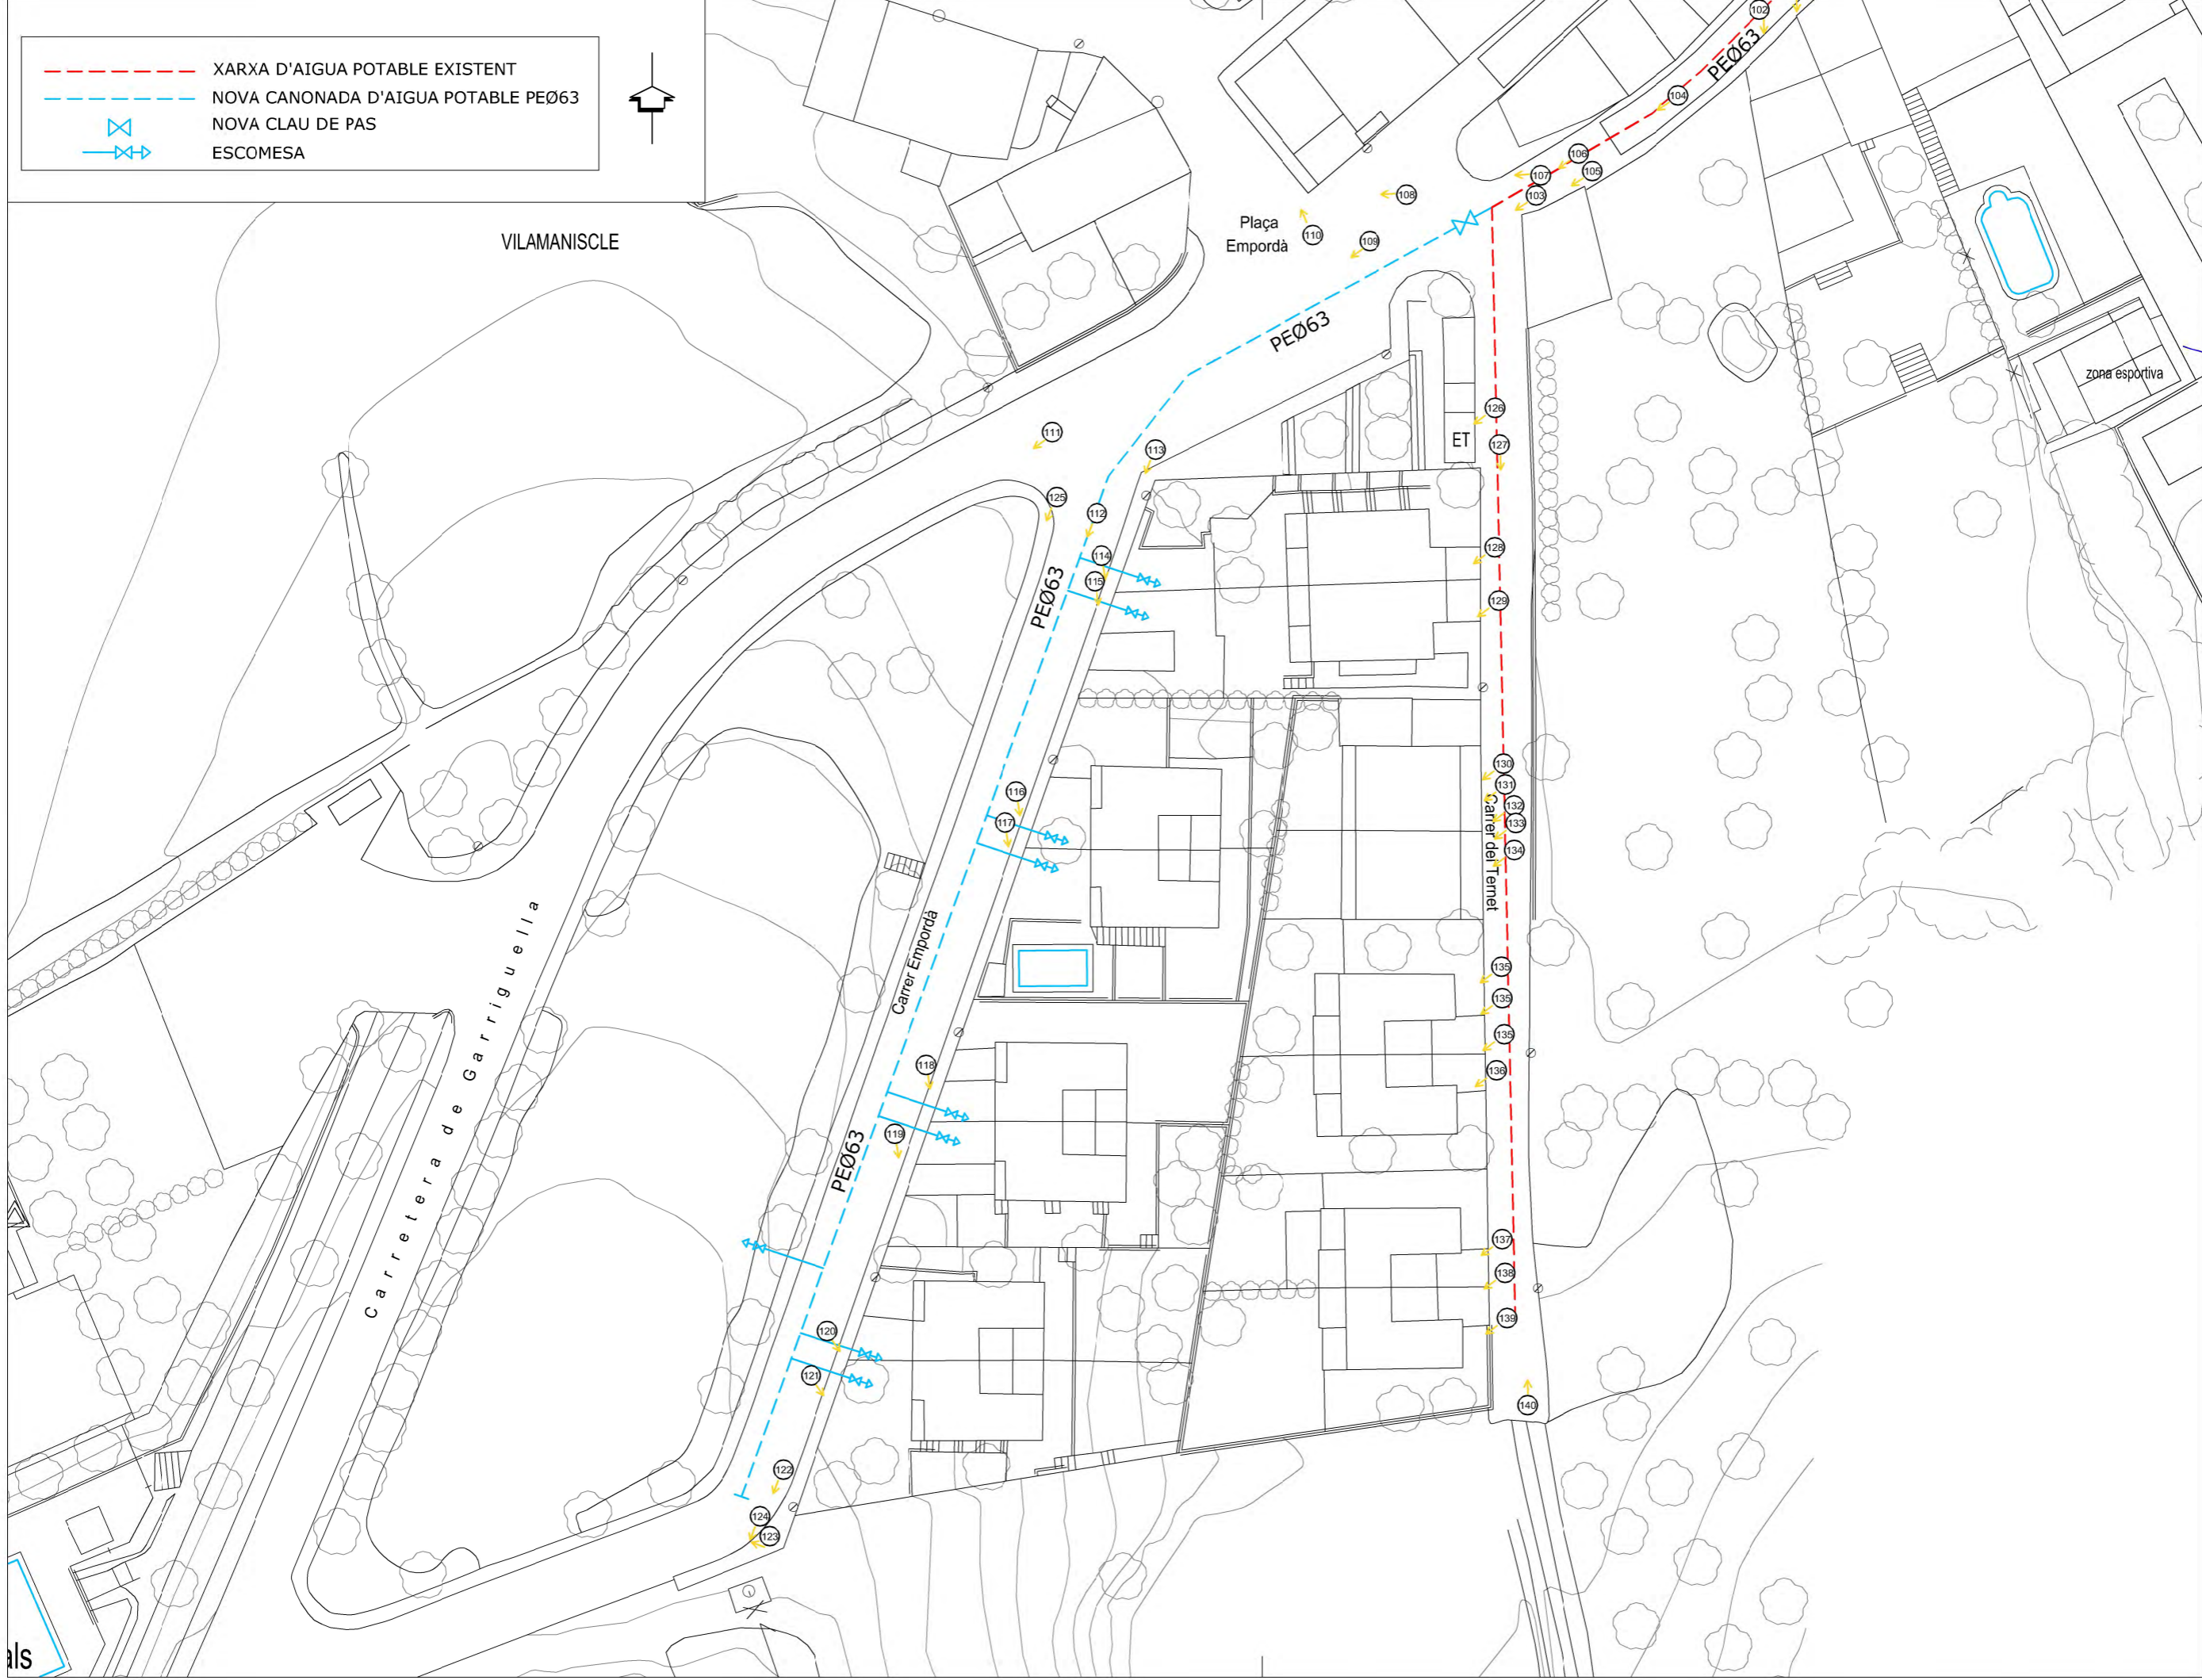 XARXA D'AIGUA POTABLE EXISTENT
NOVA CANONADA D'AIGUA POTABLE PEØ63
NOVA CLAU DE PAS
ESCOMESA
VILAMANISCLE
102
PEØ63
104
106
107
105
103
108
Plaça
Empordà
110
109
PEØ63
zona esportiva
126
ET
127
111
113
125
112
114
115
PEØ63
128
129
116
117
130
131
132
133
134
Carrer del Ternet
Carrer Empordà
Carretera de Garriguella
135
135
135
136
118
119
PEØ63
137
138
139
120
121
140
122
124
123
als